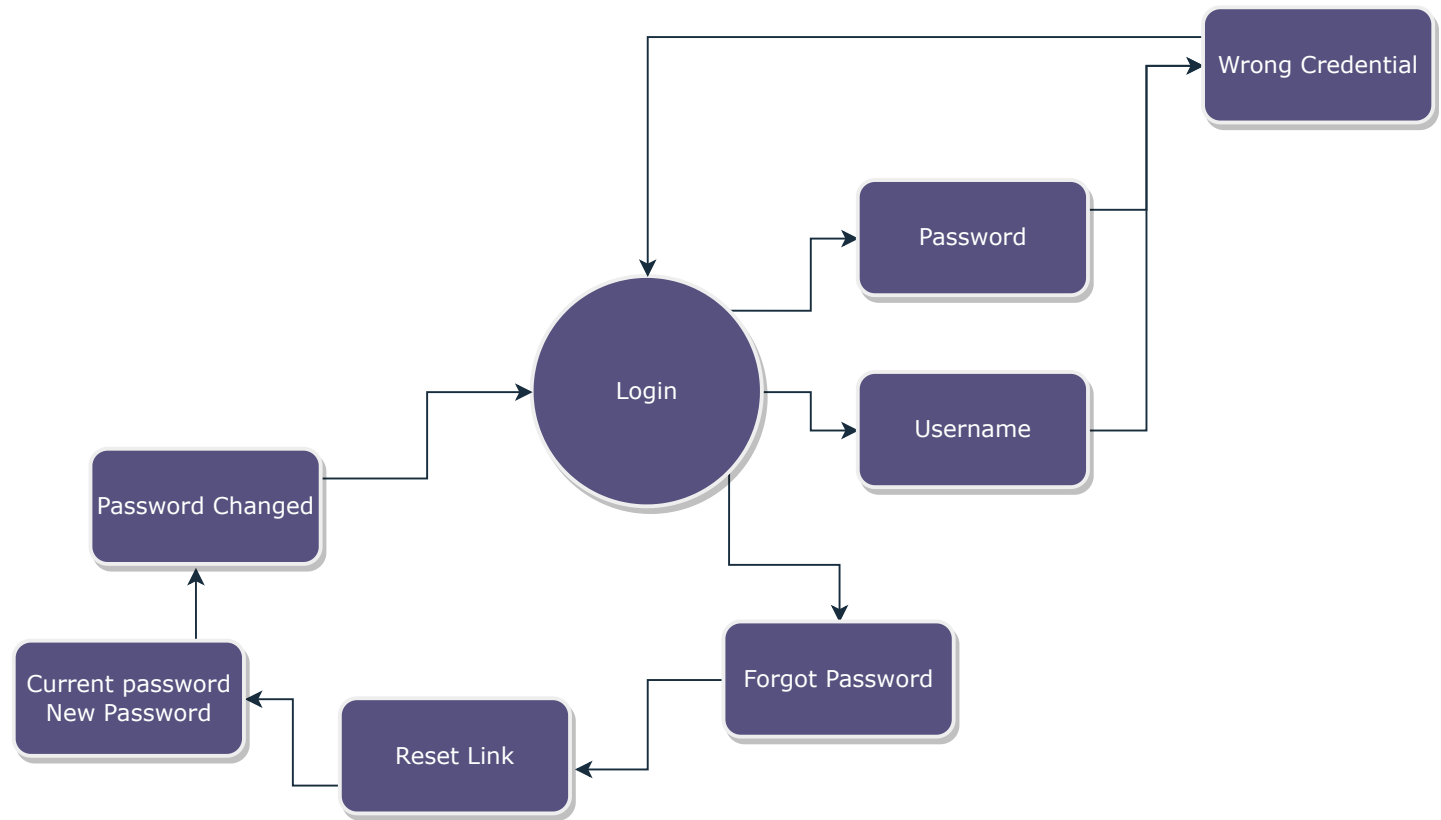 Wrong Credential
Password
Login
Username
Password Changed
Forgot Password
Current password
New Password
Reset Link